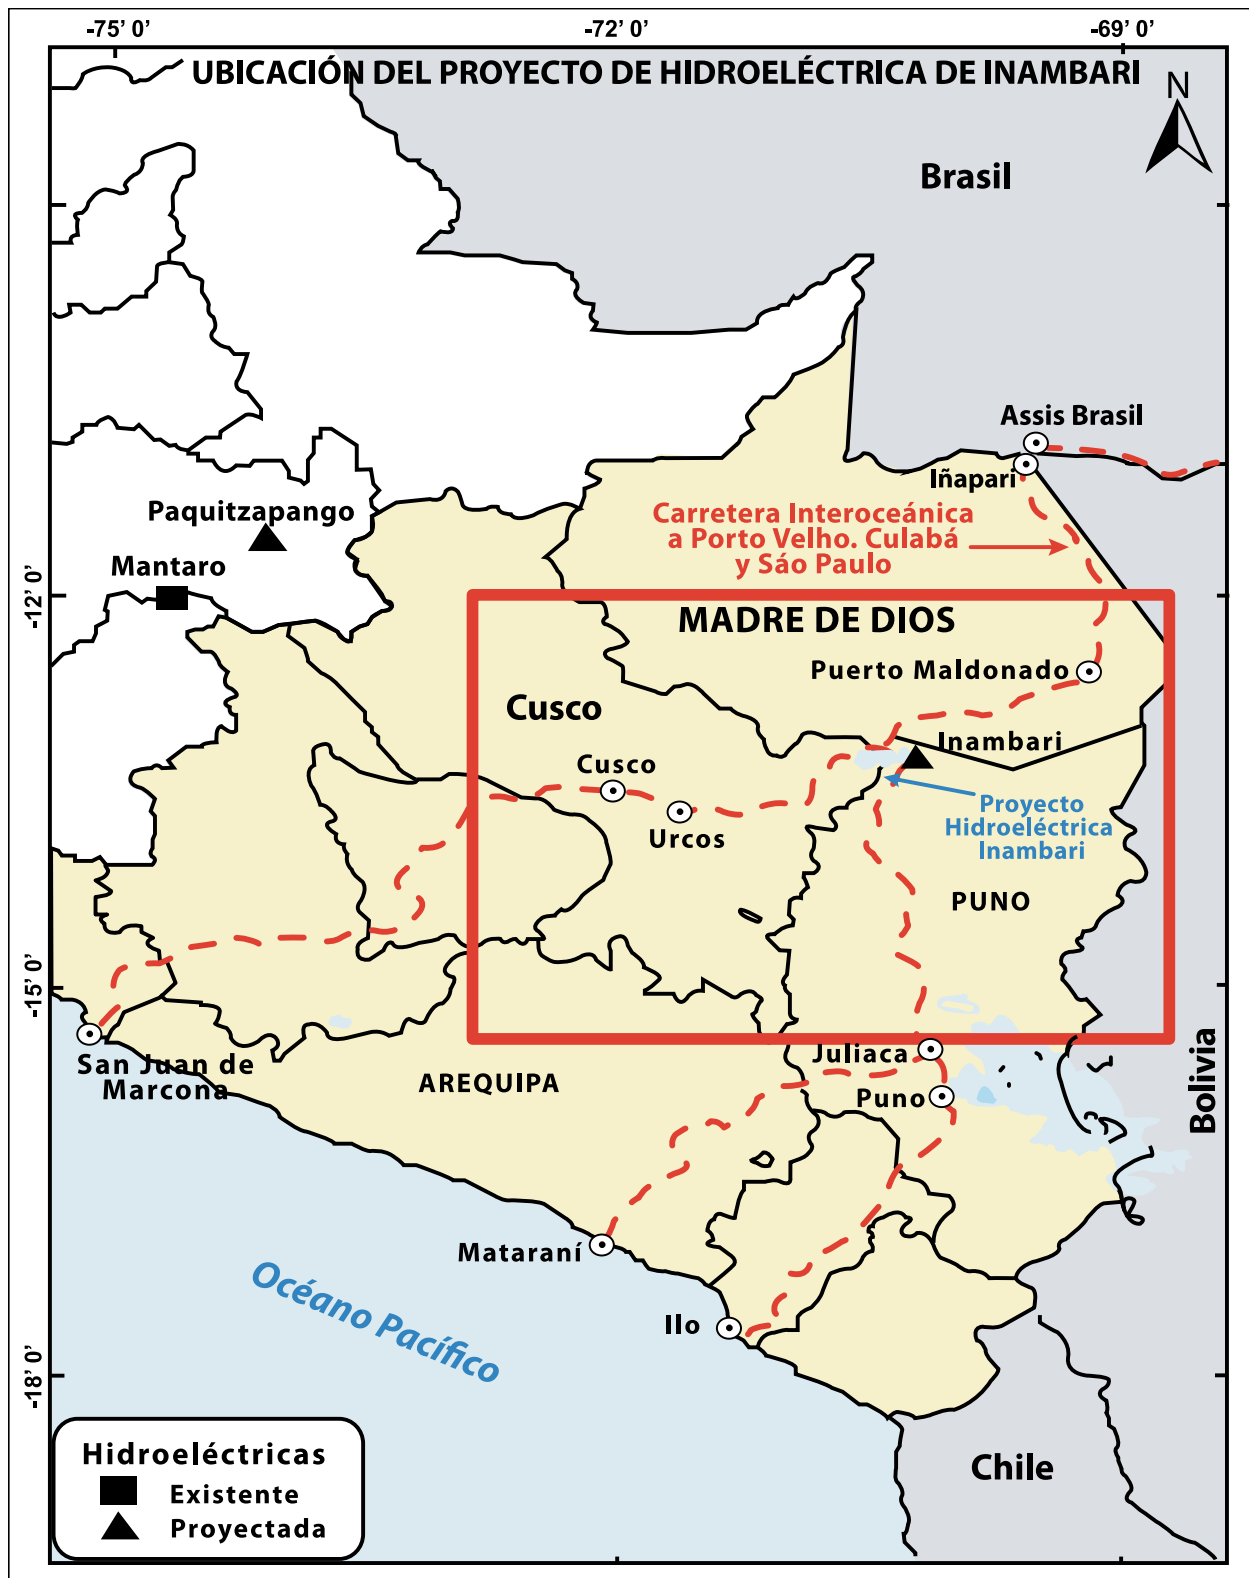 -75' 0'
-72' 0'
-69' 0'
UBICACIÓN DEL PROYECTO DE HIDROELÉCTRICA DE INAMBARI
N
Brasil
Assis Brasil
Iñapari
Paquitzapango
Carretera Interoceánica
a Porto Velho. Culabá
y Sáo Paulo
Mantaro
-12' 0'
MADRE DE DIOS
Puerto Maldonado
Cusco
Inambari
Cusco
Urcos
Proyecto
Hidroeléctrica
Inambari
PUNO
-15' 0'
San Juan de
Marcona
Juliaca
AREQUIPA
Puno
Bolivia
Mataraní
Océano Pacífico
Ilo
-18' 0'
Chile
Hidroeléctricas
Existente
Proyectada